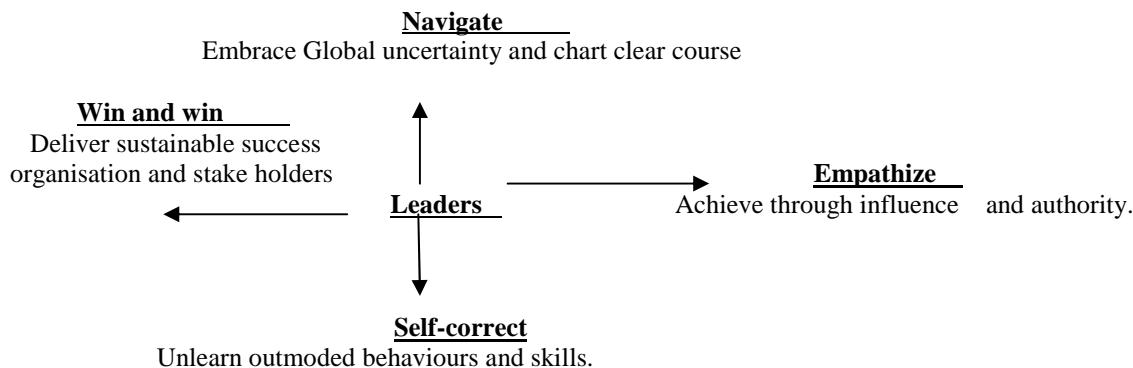 Navigate
Embrace Global uncertainty and chart clear course
Win and win
Deliver sustainable success
organisation and stake holders
Leaders
Empathize
Achieve through influence and authority.
Self-correct
Unlearn outmoded behaviours and skills.